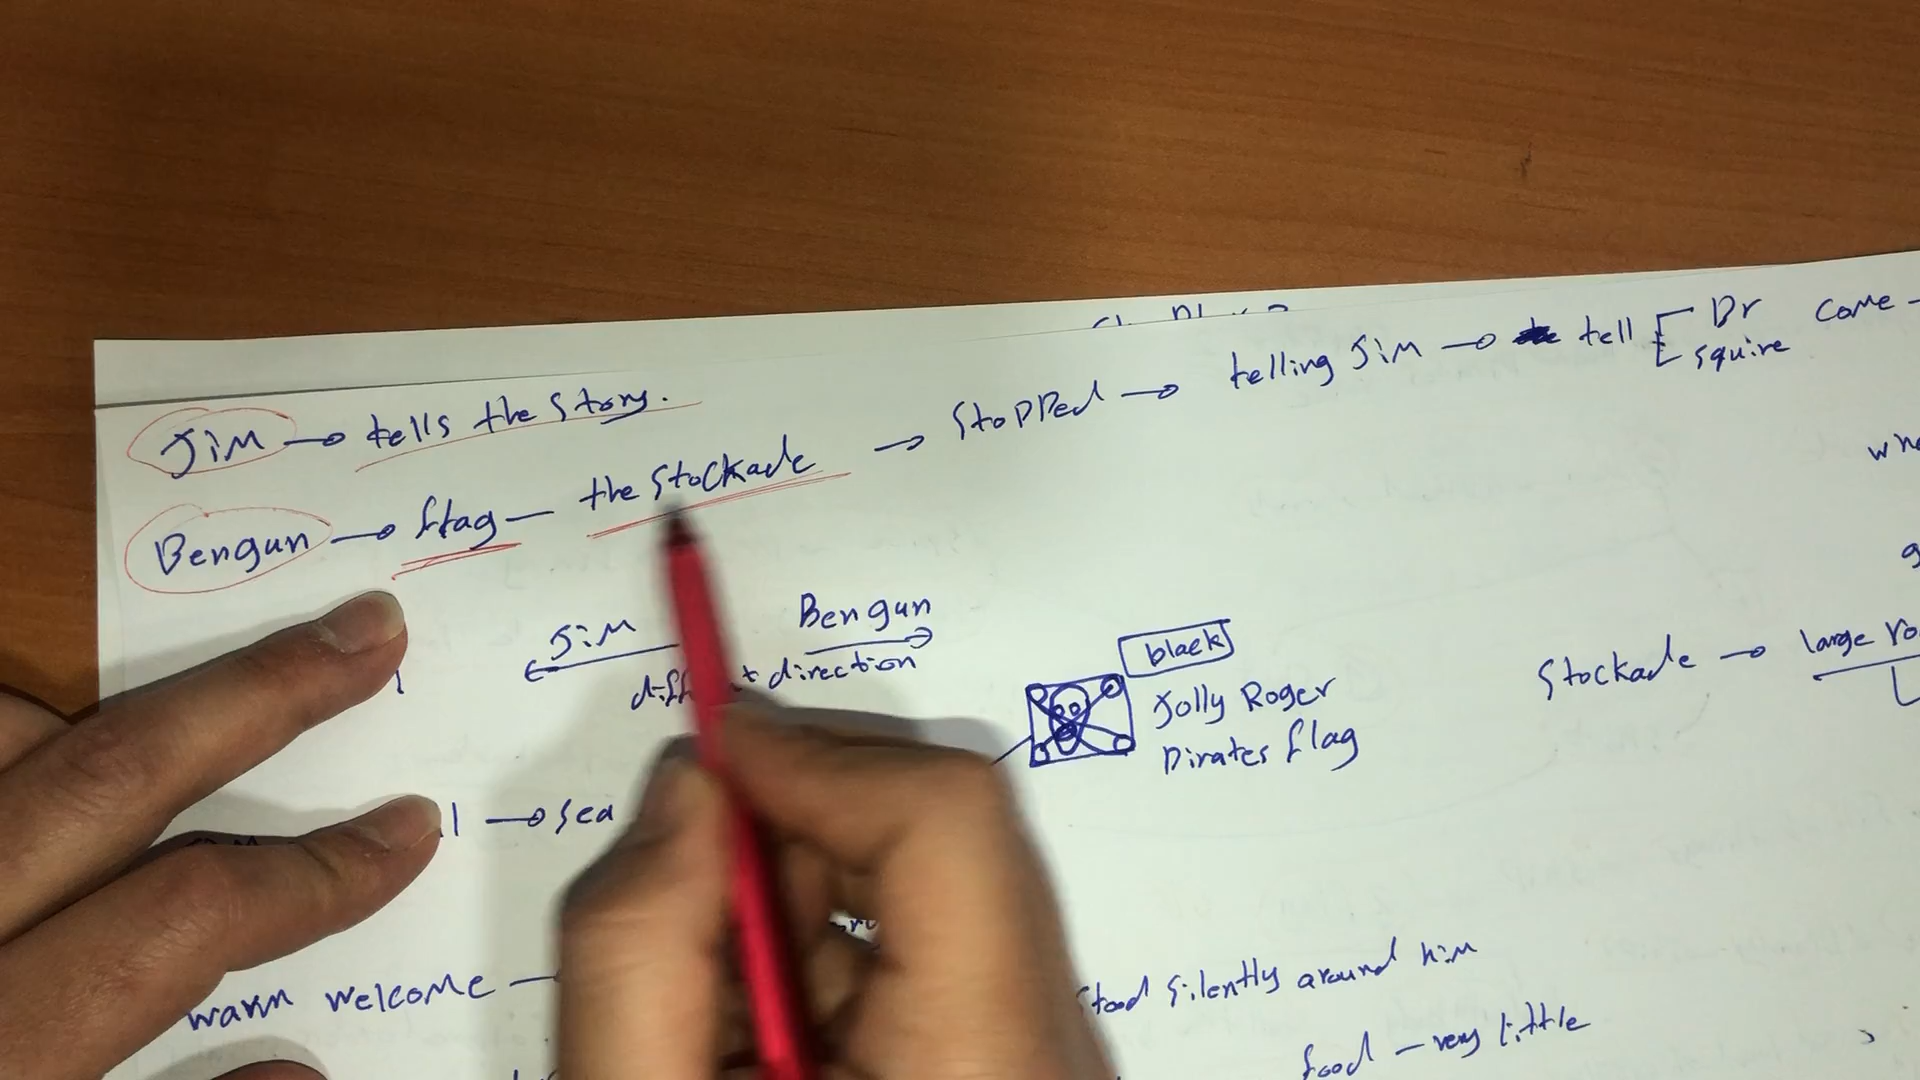 Jim → tells the story.
Bengun → flag — the stockade → stopped → telling Jim → tell [ Dr
squire
come -
Jim
Bengun
direction
black
Jolly Roger
Pirates flag
Stockade → large
→ sea
warm welcome —
stood silently around him
food – very little